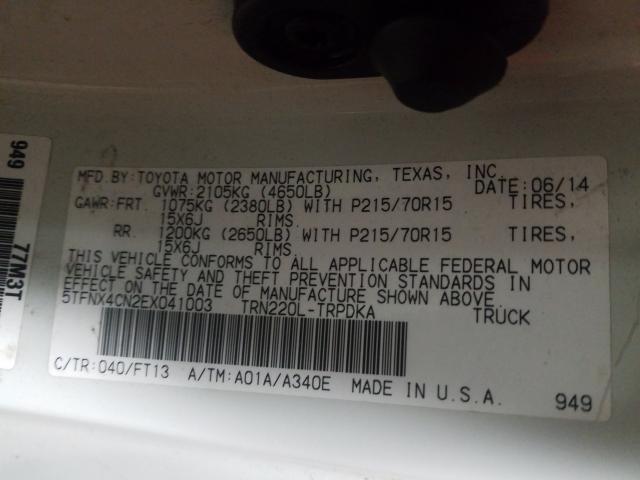 949
77M3T
MFD.BY:TOYOTA MOTOR MANUFACTURING, TEXAS, INC.
GVWR:2105KG (4650LB) DATE:06/14
GAWR:FRT. 1075KG (2380LB) WITH P215/70R15 TIRES,
15X6J RIMS
RR. 1200KG (2650LB) WITH P215/70R15 TIRES,
15X6J RIMS.
THIS VEHICLE CONFORMS TO ALL APPLICABLE FEDERAL MOTOR
VEHICLE SAFETY AND THEFT PREVENTION STANDARDS IN
EFFECT ON THE DATE OF MANUFACTURE SHOWN ABOVE.
5TFNX4CN2EX041003 TRN220L-TRPDKA TRUCK
C/TR:040/FT13 A/TM:A01A/A340E MADE IN U.S.A. 949